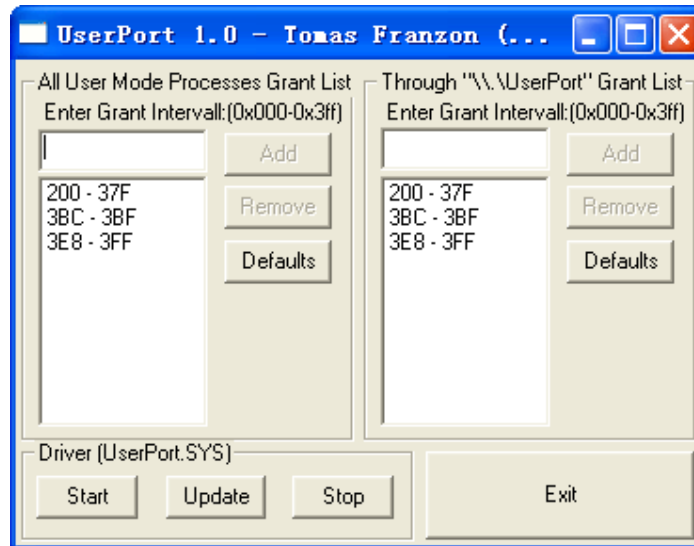 UserPort 1.0 - Tomas Franzon (...
All User Mode Processes Grant List
Enter Grant Intervall:(0x000-0x3ff)
Add
200 - 37F
3BC - 3BF
3E8 - 3FF
Remove
Defaults
Through "\\.\UserPort" Grant List
Enter Grant Intervall:(0x000-0x3ff)
Add
200 - 37F
3BC - 3BF
3E8 - 3FF
Remove
Defaults
Driver (UserPort.SYS)
Start
Update
Stop
Exit